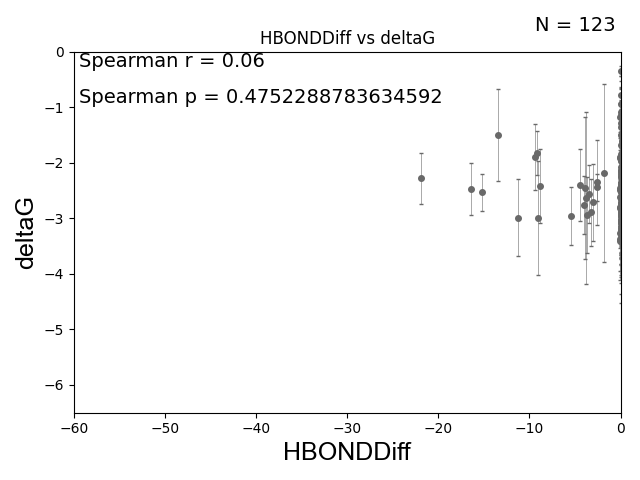 N = 123
HBONDDiff vs deltaG
Spearman r = 0.06
Spearman p = 0.4752288783634592
deltaG
0
−1
−2
−3
−4
−5
−6
−60
−50
−40
−30
−20
−10
0
HBONDDiff